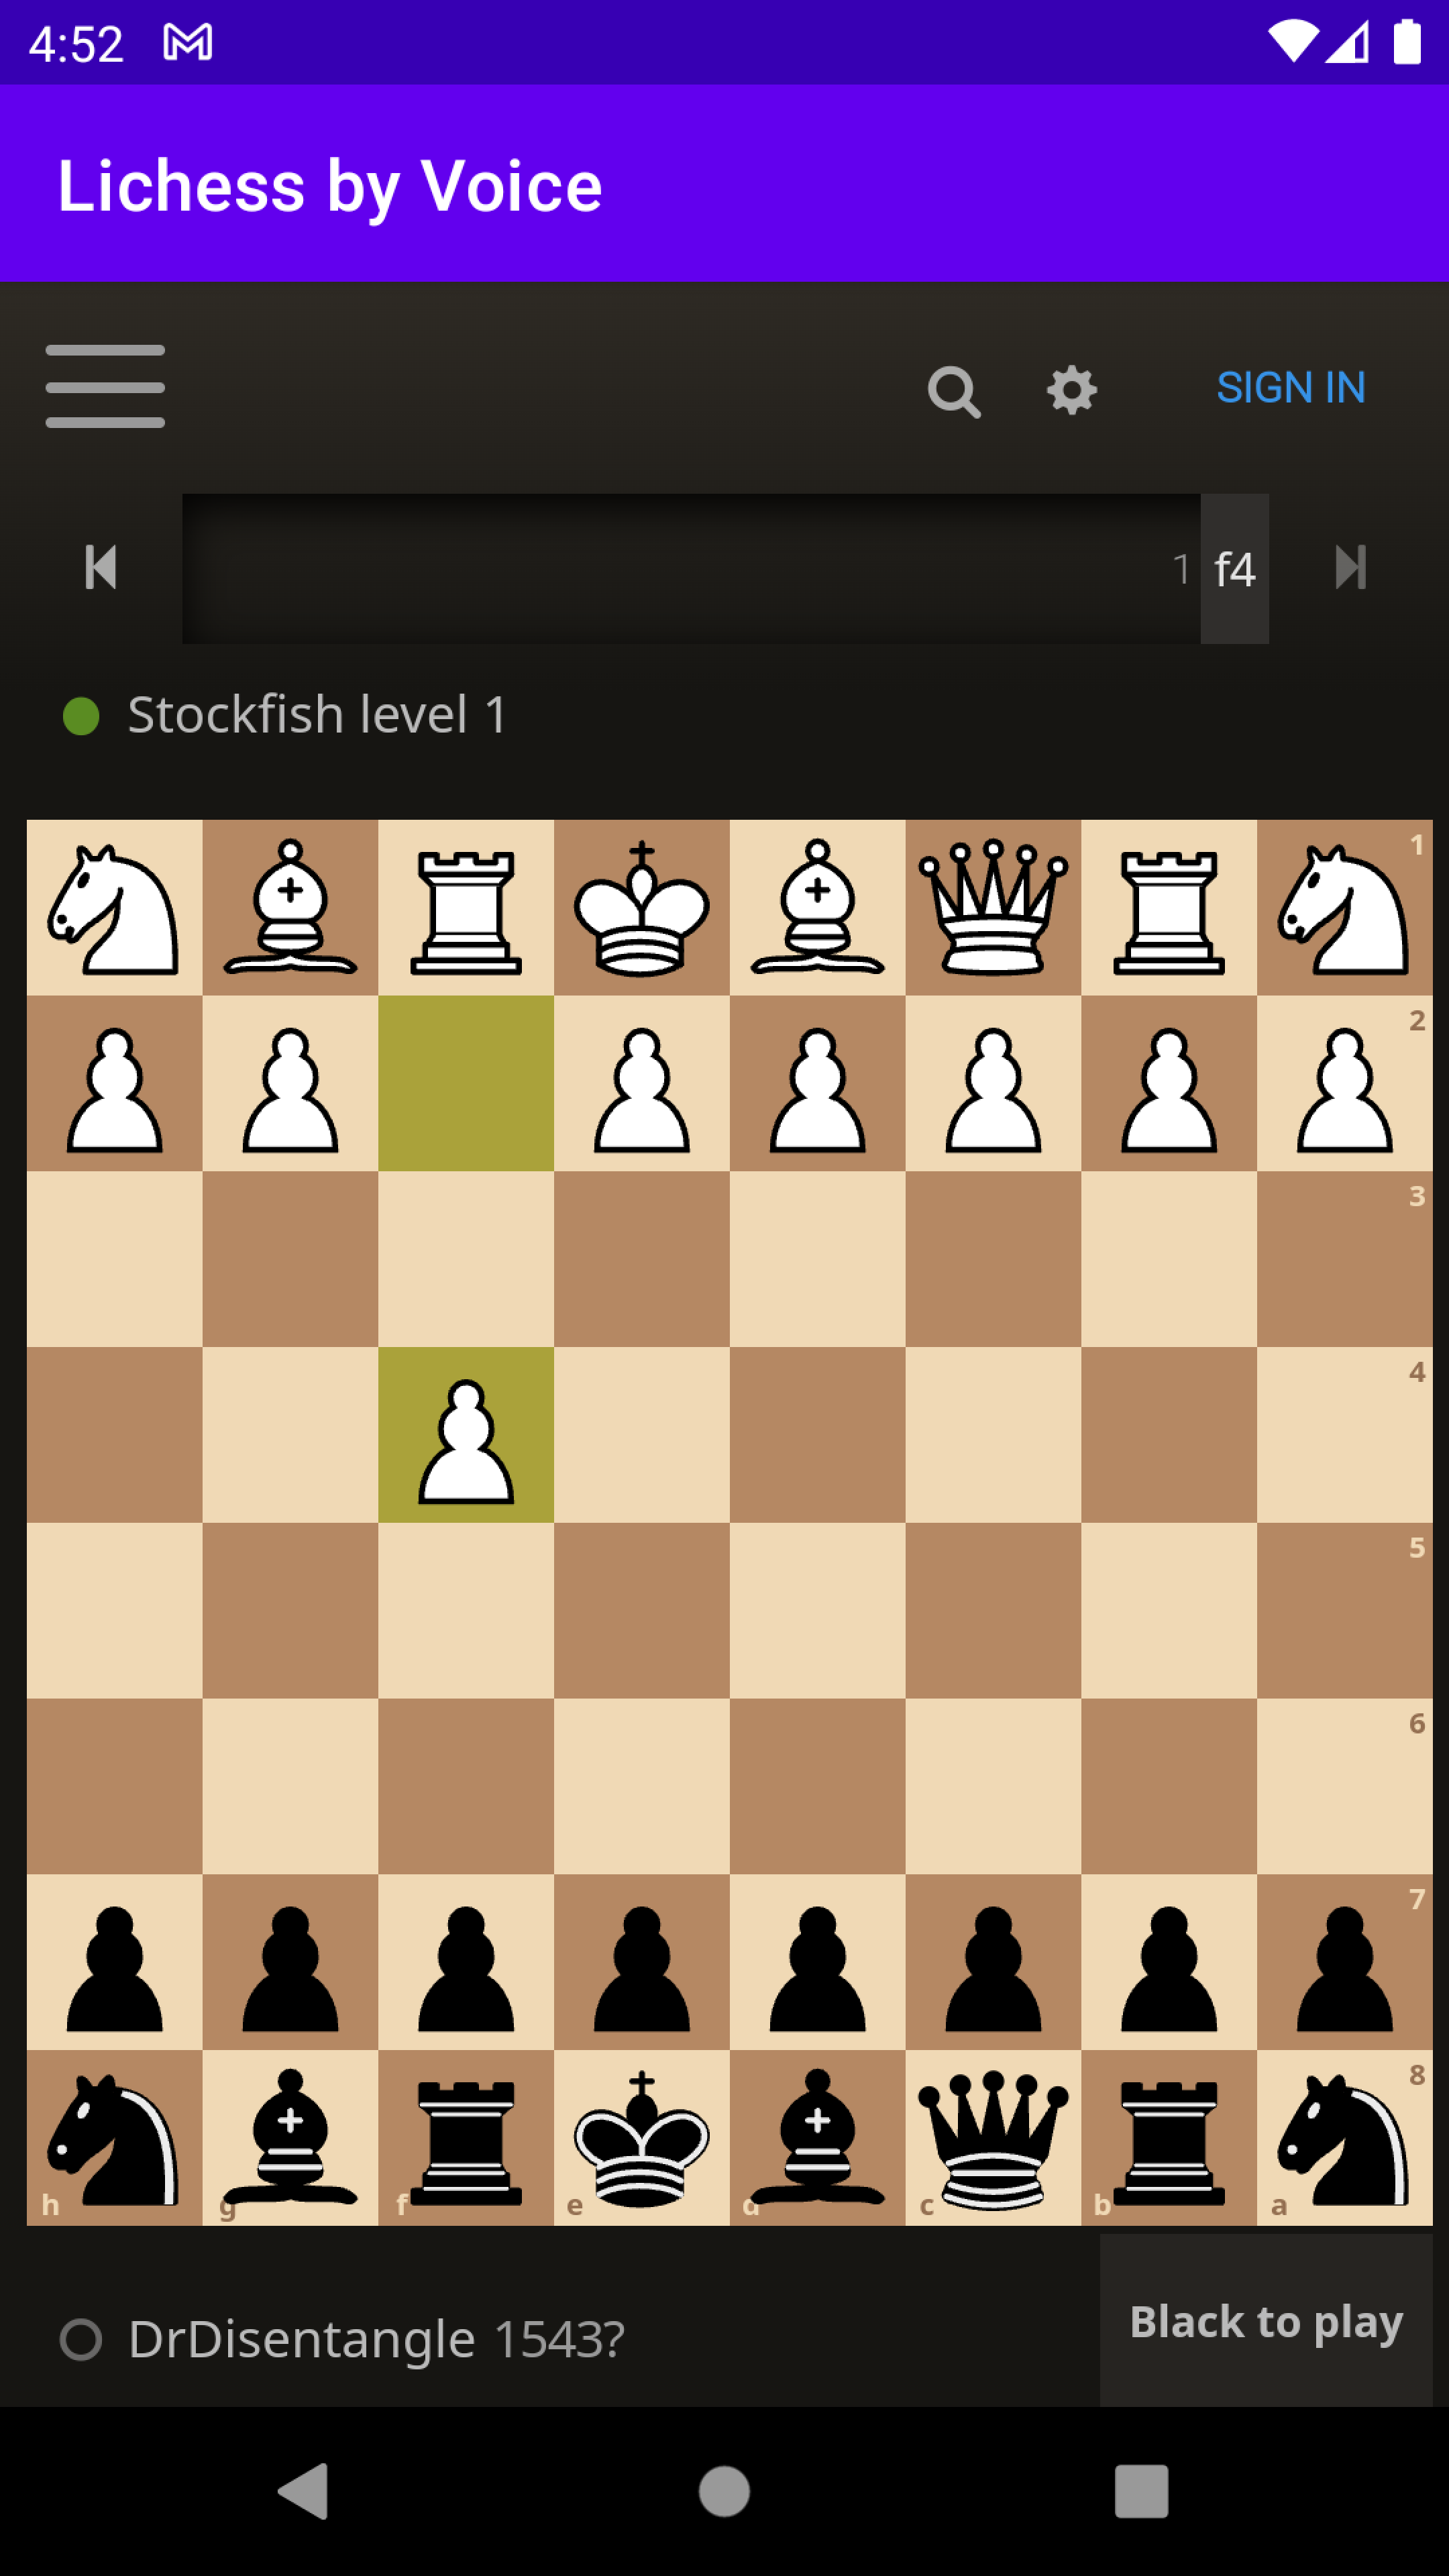 4:52
Lichess by Voice
SIGN IN
1 f4
Stockfish level 1
1
2
3
4
5
6
7
8
h g f e d c b a
DrDisentangle 1543?
Black to play